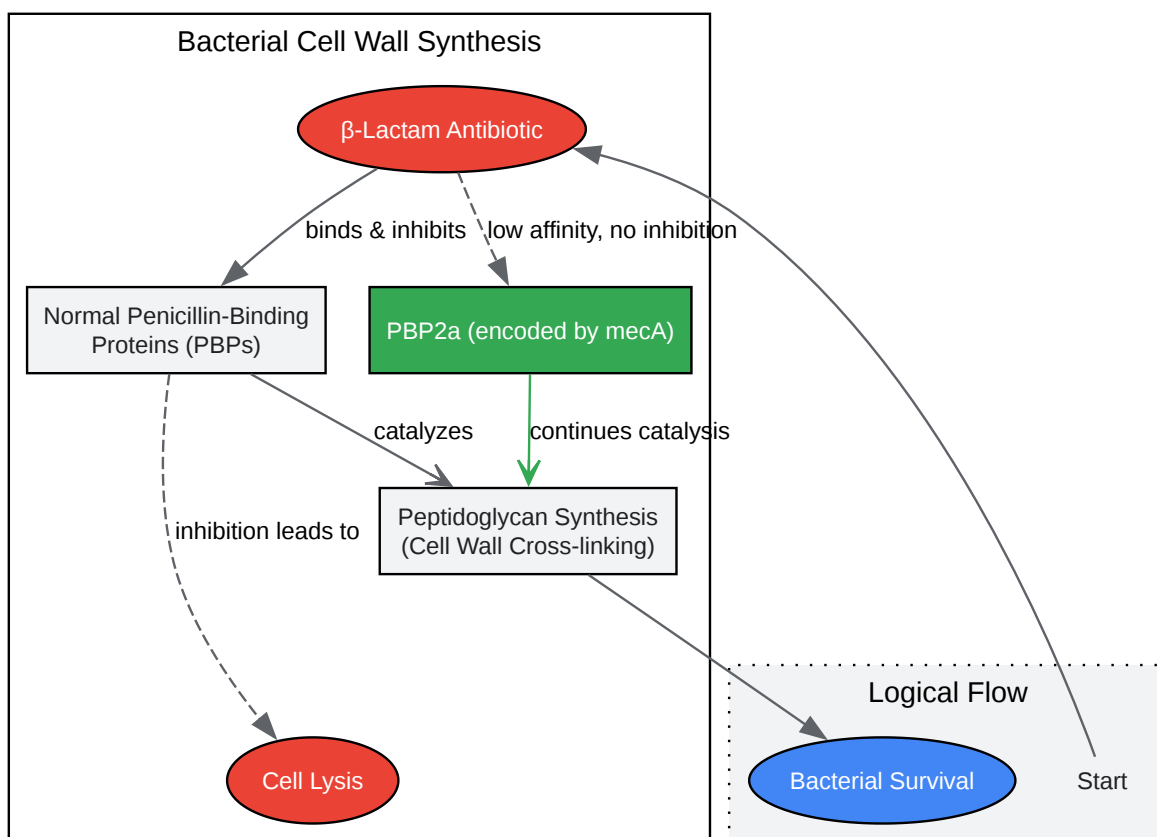 Bacterial Cell Wall Synthesis
β-Lactam Antibiotic
binds & inhibits
low affinity, no inhibition
Normal Penicillin-Binding
Proteins (PBPs)
PBP2a (encoded by mecA)
catalyzes
continues catalysis
Peptidoglycan Synthesis
(Cell Wall Cross-linking)
inhibition leads to
Logical Flow
Cell Lysis
Bacterial Survival
Start